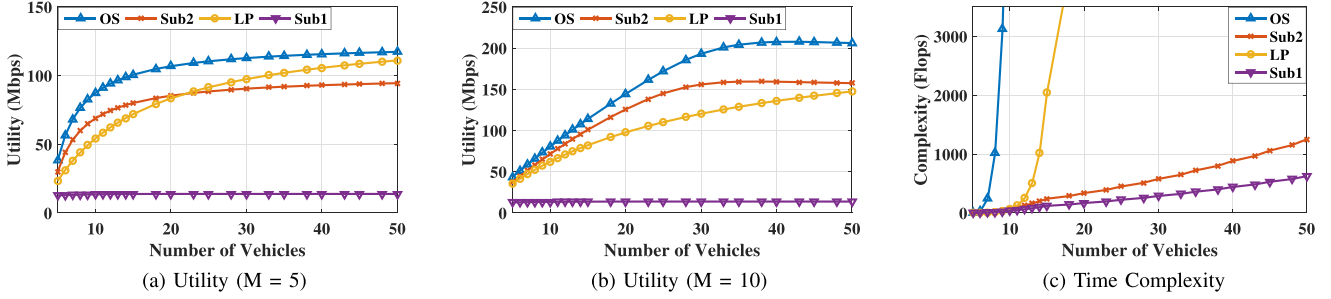 150
100
50
0
10
20
30
40
50
Utility (Mbps)
Number of Vehicles
OS
Sub2
LP
Sub1
(a) Utility (M = 5)
250
200
150
100
50
0
10
20
30
40
50
Utility (Mbps)
Number of Vehicles
OS
Sub2
LP
Sub1
(b) Utility (M = 10)
3000
2000
1000
0
10
20
30
40
50
Complexity (Flops)
Number of Vehicles
OS
Sub2
LP
Sub1
(c) Time Complexity